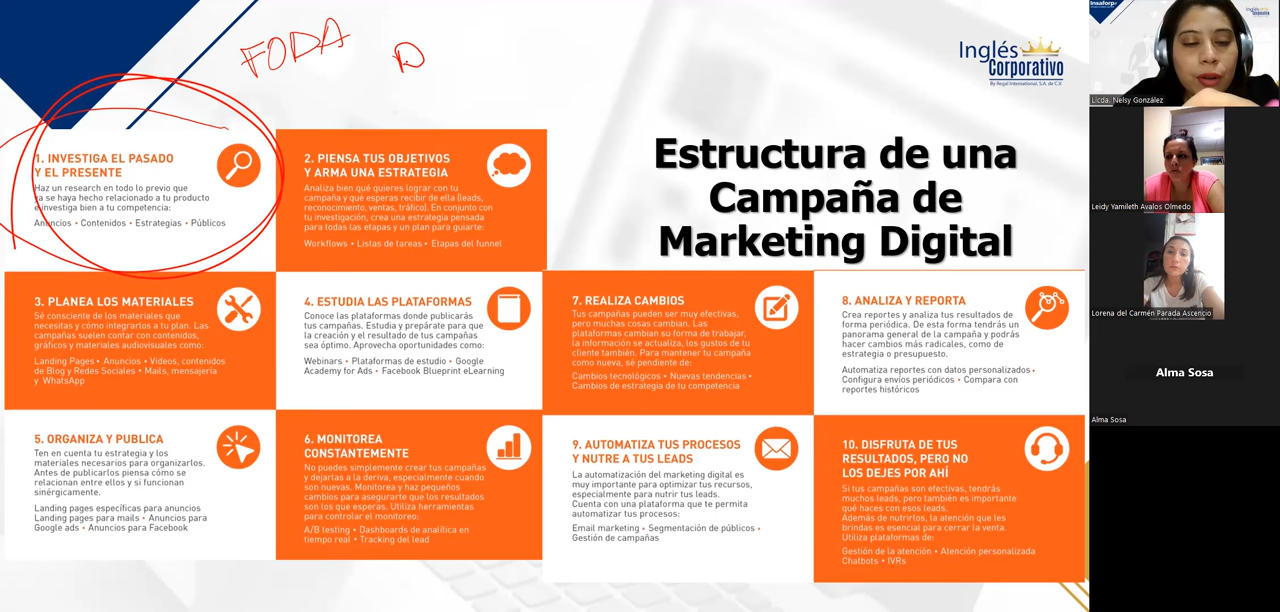 FODA
D
Inglés
Corporativo
By Regal International, S.A. de C.V.
Estructura de una
Campaña de
Marketing Digital
1. INVESTIGA EL PASADO
Y EL PRESENTE
Haz un research en todo lo previo que
ya se haya hecho relacionado a tu producto
e investiga bien a tu competencia:
Anuncios • Contenidos • Estrategias • Públicos
2. PIENSA TUS OBJETIVOS
Y ARMA UNA ESTRATEGIA
Analiza bien qué quieres lograr con tu
campaña y qué esperas recibir de ella (leads,
reconocimiento, ventas, tráfico). En conjunto con
tu investigación, crea una estrategia pensada
para todas las etapas y un plan para guiarte:
Workflows • Listas de tareas • Etapas del funnel
3. PLANEA LOS MATERIALES
Sé consciente de los materiales que
necesitas y cómo integrarlos a tu plan. Las
campañas suelen contar con contenidos,
gráficos y materiales audiovisuales como:
Landing Pages • Anuncios • Videos, contenidos
de Blog y Redes Sociales • Mails, mensajería
y WhatsApp
4. ESTUDIA LAS PLATAFORMAS
Conoce las plataformas donde publicarás
tus campañas. Estudia y prepárate para que
la creación y el resultado de tus campañas
sea óptimo. Aprovecha oportunidades como:
Webinars • Plataformas de estudio • Google
Academy for Ads • Facebook Blueprint eLearning
5. ORGANIZA Y PUBLICA
Ten en cuenta tu estrategia y los
materiales necesarios para organizarlos.
Antes de publicarlos piensa cómo se
relacionan entre ellos y si funcionan
sinérgicamente.
Landing pages específicas para anuncios
Landing pages para mails • Anuncios para
Google ads • Anuncios para Facebook
6. MONITOREA
CONSTANTEMENTE
No puedes simplemente crear tus campañas
y dejartas a la deriva, especialmente cuando
son nuevas. Monitorea y haz pequeños
cambios para asegurarte que los resultados
son los que esperas. Utiliza herramientas
para controlar el monitoreo:
A/B testing • Dashboards de analítica en
tiempo real • Tracking del lead
7. REALIZA CAMBIOS
Tus campañas pueden ser muy efectivas,
pero muchas cosas cambian. Las
plataformas cambian su forma de trabajar,
la información se actualiza, los gustos de tu
cliente también. Para mantener tu campaña
como nueva, sé pendiente de:
Cambios tecnológicos • Nuevas tendencias •
Cambios de estrategia de tu competencia
8. ANALIZA Y REPORTA
Crea reportes y analiza tus resultados de
forma periódica. De esta forma tendrás un
panorama general de la campaña y podrás
hacer cambios más radicales, como de
estrategia o presupuesto.
Automatiza reportes con datos personalizados •
Configura envíos periódicos • Compara con
reportes históricos
9. AUTOMATIZA TUS PROCESOS
Y NUTRE A TUS LEADS
La automatización del marketing digital es
muy importante para optimizar tus recursos,
especialmente para nutrir tus leads.
Cuenta con una plataforma que te permita
automatizar tus procesos:
Email marketing • Segmentación de públicos •
Gestión de campañas
10. DISFRUTA DE TUS
RESULTADOS, PERO NO
LOS DEJES POR AHÍ
Si tus campañas son efectivas, tendrás
muchos leads, pero también es importante
qué haces con esos leads.
Además de nutrirlos, la atención que les
brindas es esencial para cerrar la venta.
Utiliza plataformas de:
Gestión de la atención • Atención personalizada
Chatbots • IVRs
Insaforp
Licda. Nelsy González
Leidy Yamileth Avalos Olmedo
Lorena del Carmén Parada Ascencio
Alma Sosa
Alma Sosa